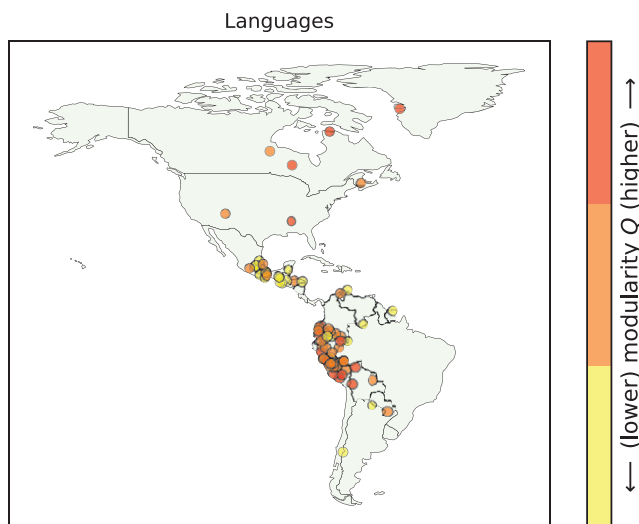 Languages
← (lower) modularity Q (higher) →